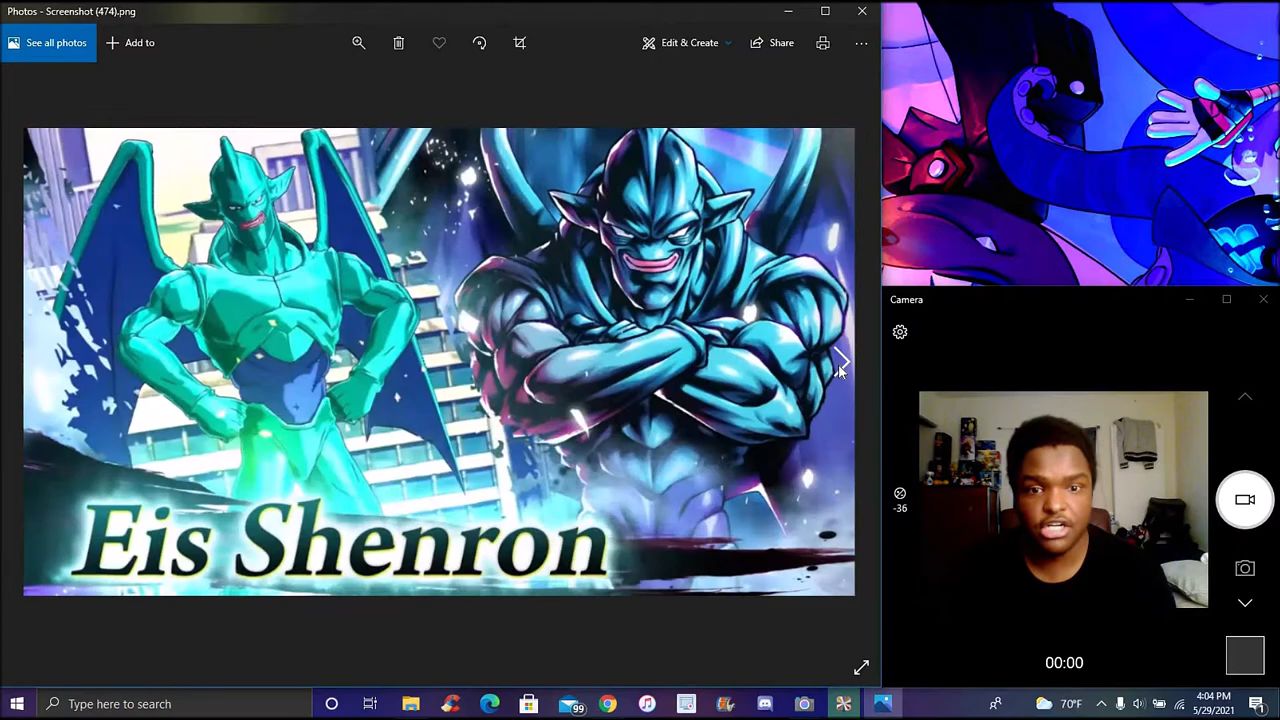 Photos - Screenshot (474).png
See all photos
Add to
Edit & Create
Share
Eis Shenron
Camera
-36
00:00
Type here to search
99
70°F
4:04 PM
5/29/2021
1